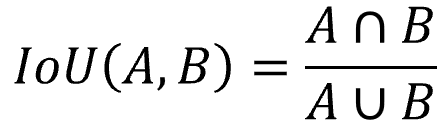 IoU(A, B) = A ∩ B / A ∪ B